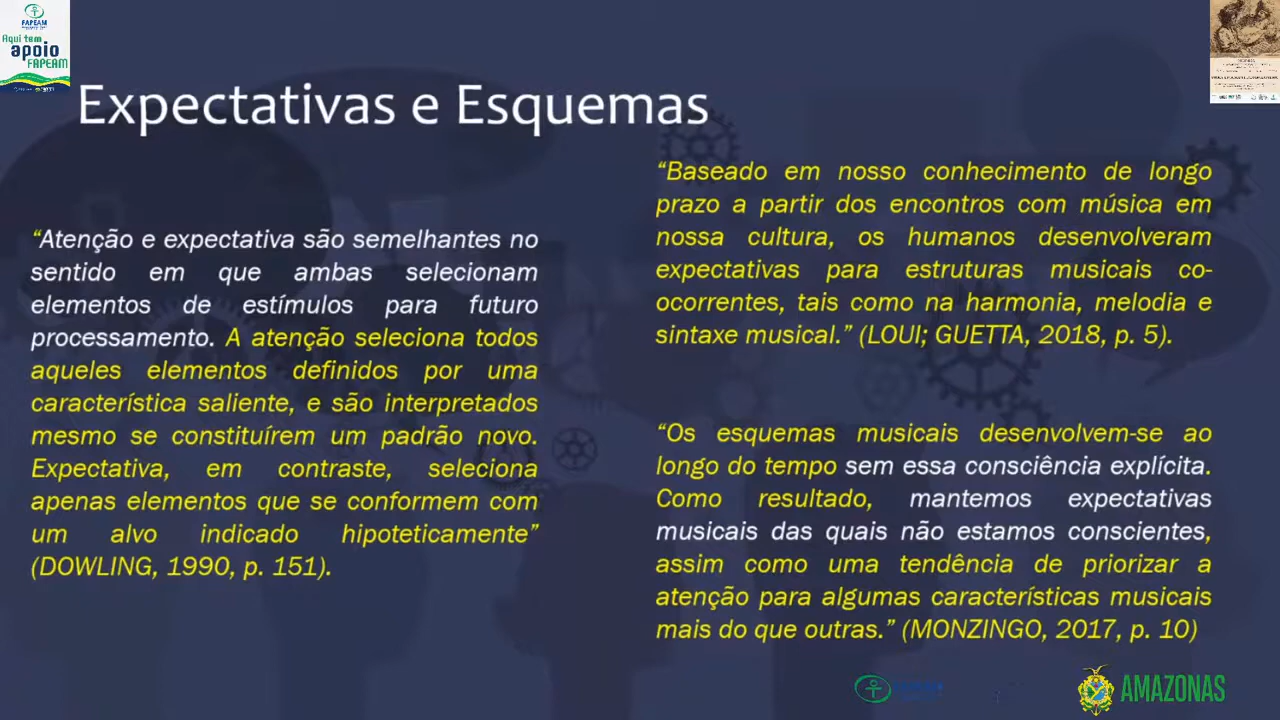 FAPEAM
Aqui tem
apoio
FAPEAM
Expectativas e Esquemas
“Atenção e expectativa são semelhantes no
sentido em que ambas selecionam
elementos de estímulos para futuro
processamento. A atenção seleciona todos
aqueles elementos definidos por uma
característica saliente, e são interpretados
mesmo se constituírem um padrão novo.
Expectativa, em contraste, seleciona
apenas elementos que se conformem com
um alvo indicado hipoteticamente”
(DOWLING, 1990, p. 151).
“Baseado em nosso conhecimento de longo
prazo a partir dos encontros com música em
nossa cultura, os humanos desenvolveram
expectativas para estruturas musicais co-
ocorrentes, tais como na harmonia, melodia e
sintaxe musical.” (LOUI; GUETTA, 2018, p. 5).
“Os esquemas musicais desenvolvem-se ao
longo do tempo sem essa consciência explícita.
Como resultado, mantemos expectativas
musicais das quais não estamos conscientes,
assim como uma tendência de priorizar a
atenção para algumas características musicais
mais do que outras.” (MONZINGO, 2017, p. 10)
AMAZONAS